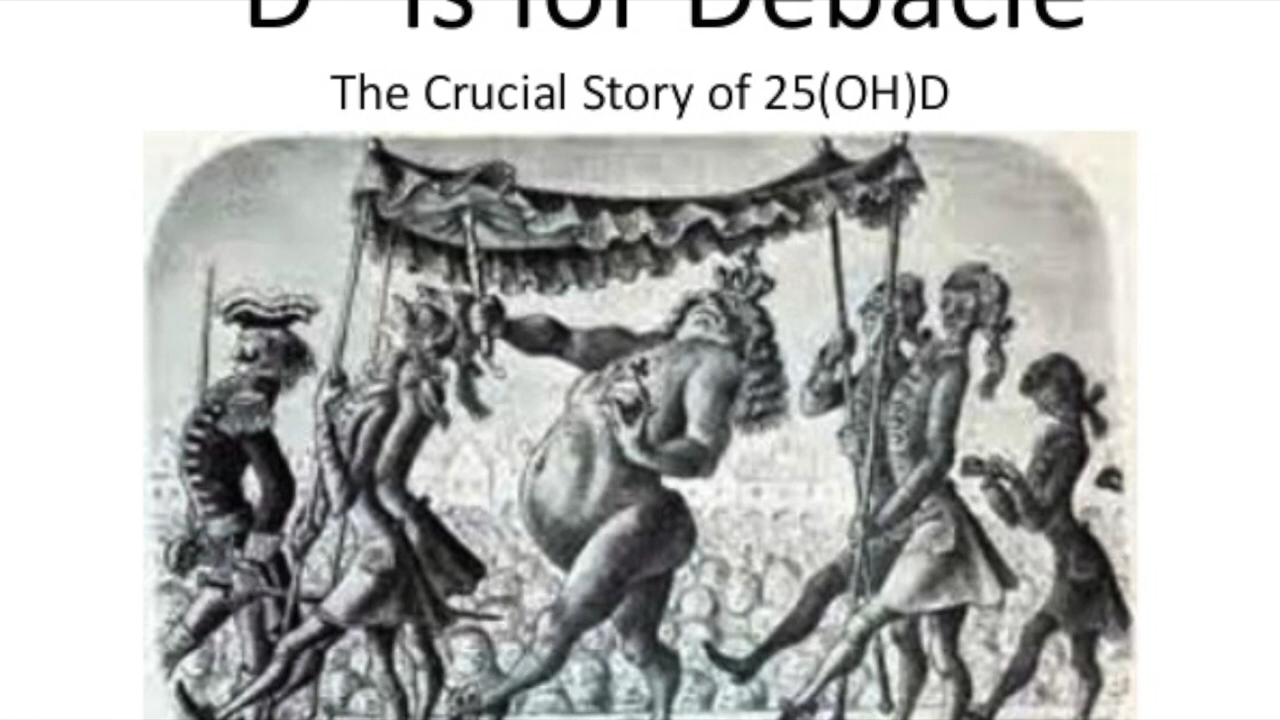 D" is for Debacle
The Crucial Story of 25(OH)D